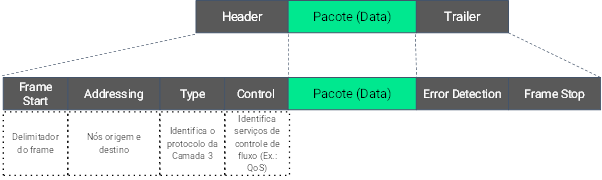 Header Pacote (Data) Trailer
Frame Start Addressing Type Control Pacote (Data) Error Detection Frame Stop
Delimitador do frame
Nós origem e destino
Identifica o protocolo da Camada 3
Identifica serviços de controle de fluxo (Ex.: QoS)